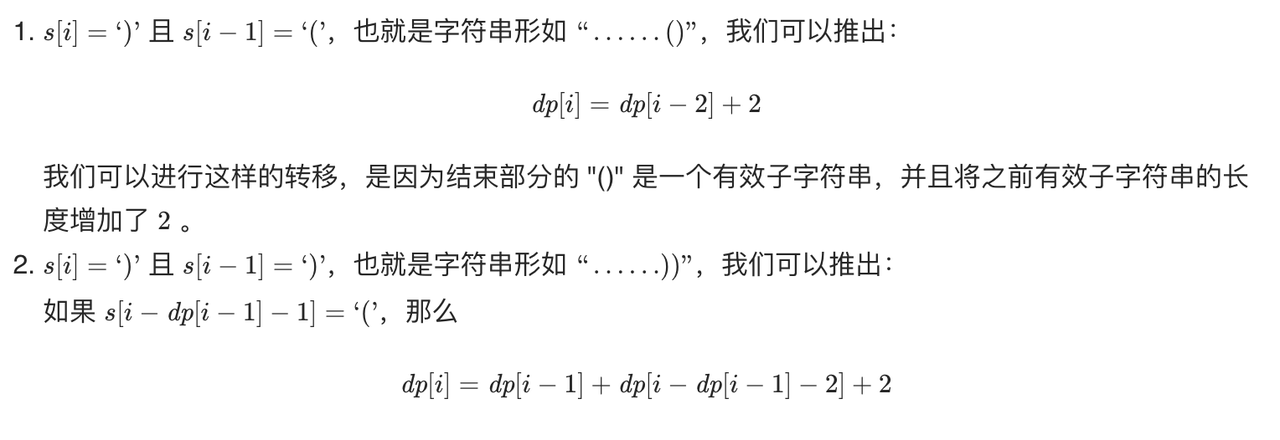 1. s[i] = ‘)’ 且 s[i − 1] = ‘(’，也就是字符串形如 “……()”，我们可以推出：
dp[i] = dp[i − 2] + 2
我们可以进行这样的转移，是因为结束部分的 "()" 是一个有效子字符串，并且将之前有效子字符串的长
度增加了 2 。
2. s[i] = ‘)’ 且 s[i − 1] = ‘)’，也就是字符串形如 “……))”，我们可以推出：
如果 s[i − dp[i − 1] − 1] = ‘(’，那么
dp[i] = dp[i − 1] + dp[i − dp[i − 1] − 2] + 2